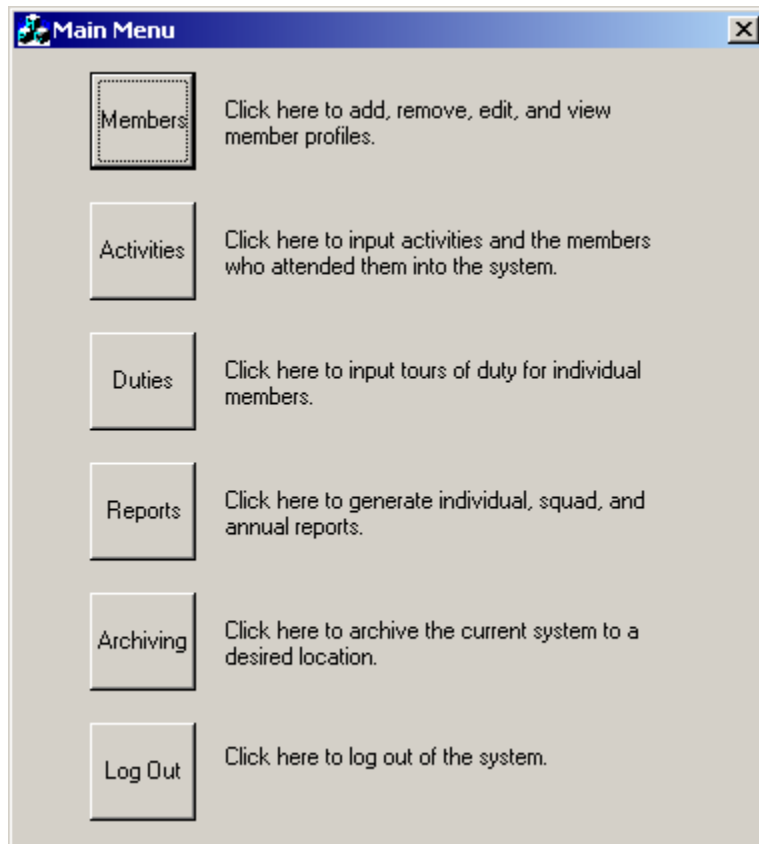 Main Menu
Members
Click here to add, remove, edit, and view
member profiles.
Activities
Click here to input activities and the members
who attended them into the system.
Duties
Click here to input tours of duty for individual
members.
Reports
Click here to generate individual, squad, and
annual reports.
Archiving
Click here to archive the current system to a
desired location.
Log Out
Click here to log out of the system.